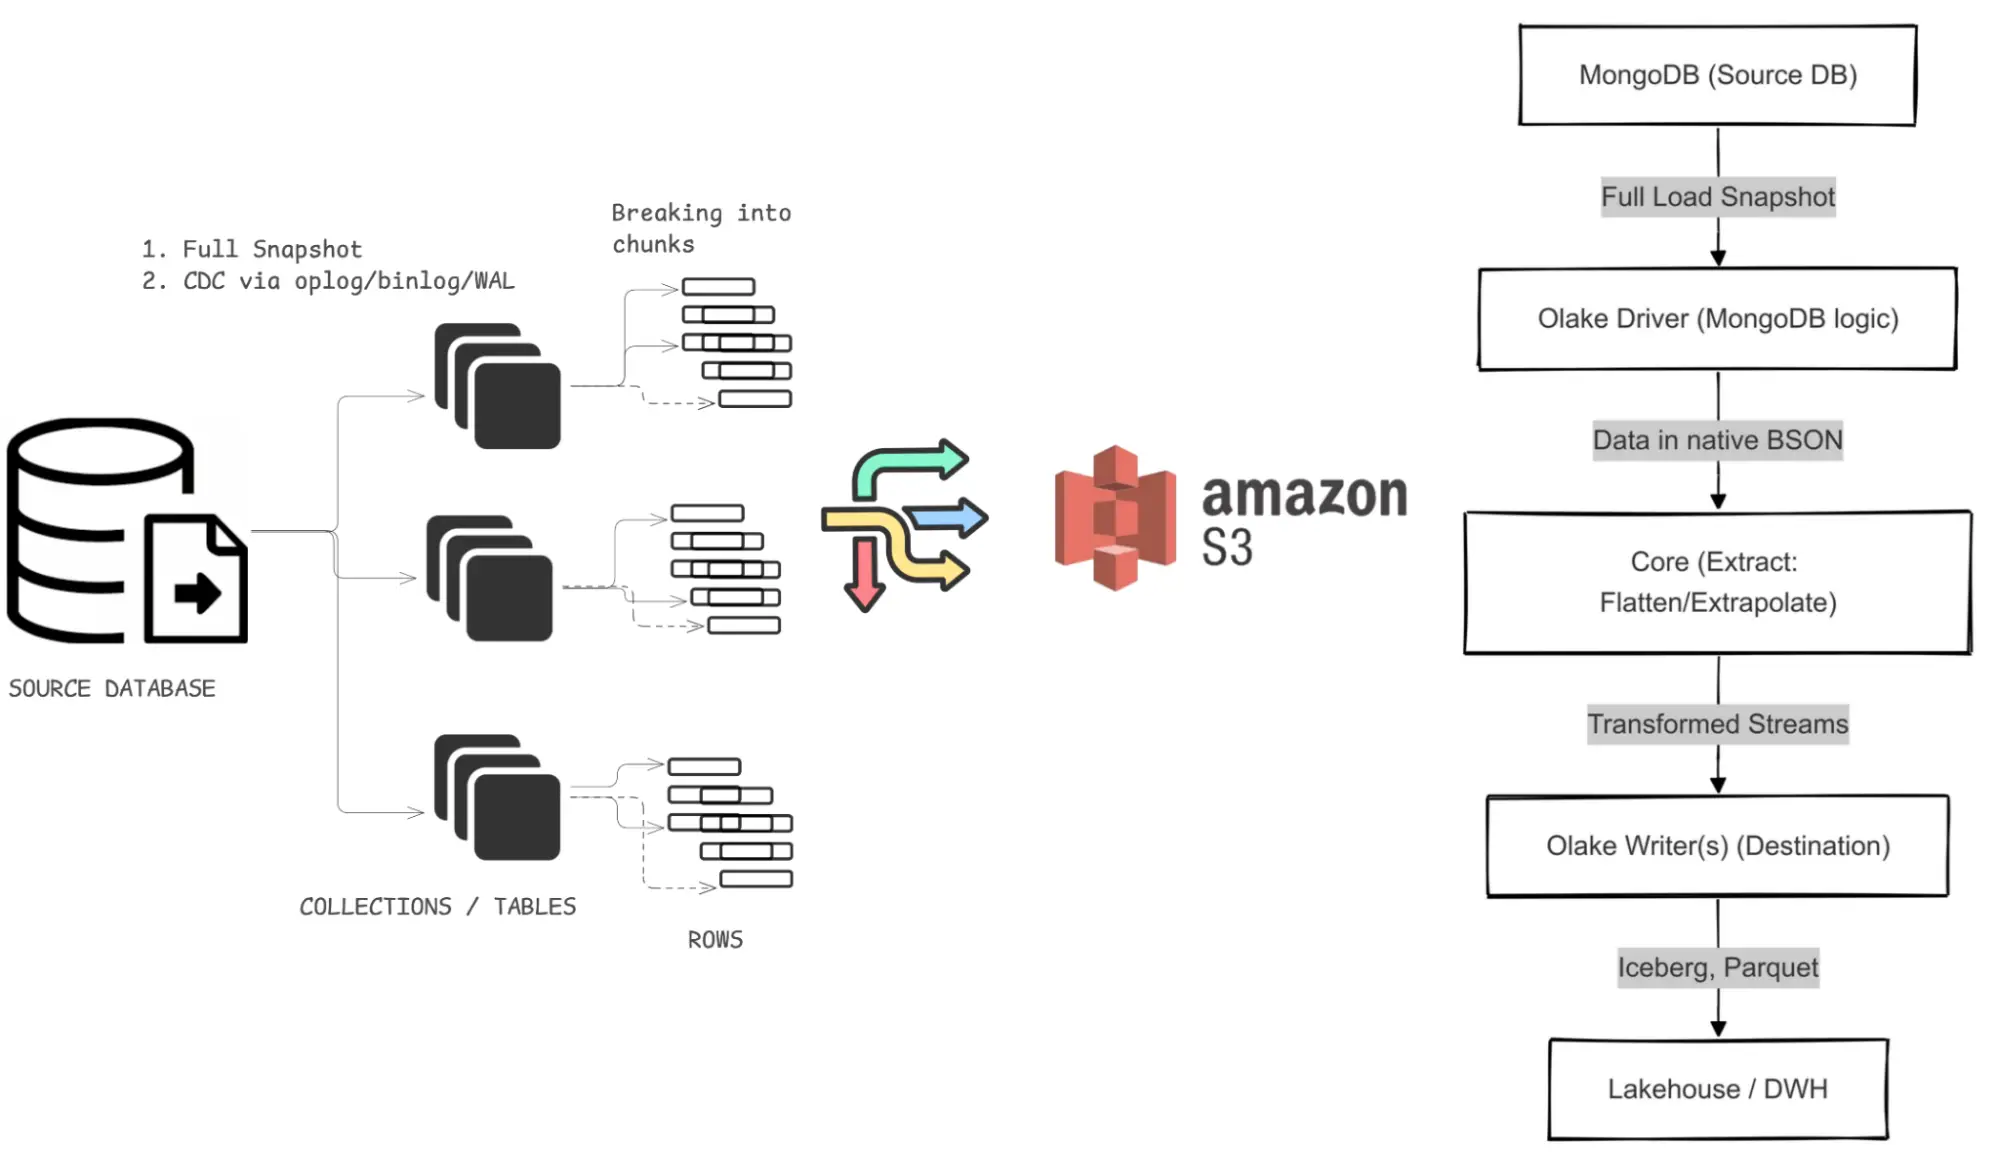 1. Full Snapshot
2. CDC via oplog/binlog/WAL
Breaking into
chunks
SOURCE DATABASE
COLLECTIONS / TABLES
ROWS
amazon
S3
MongoDB (Source DB)
Full Load Snapshot
Olake Driver (MongoDB logic)
Data in native BSON
Core (Extract:
Flatten/Extrapolate)
Transformed Streams
Olake Writer(s) (Destination)
Iceberg, Parquet
Lakehouse / DWH